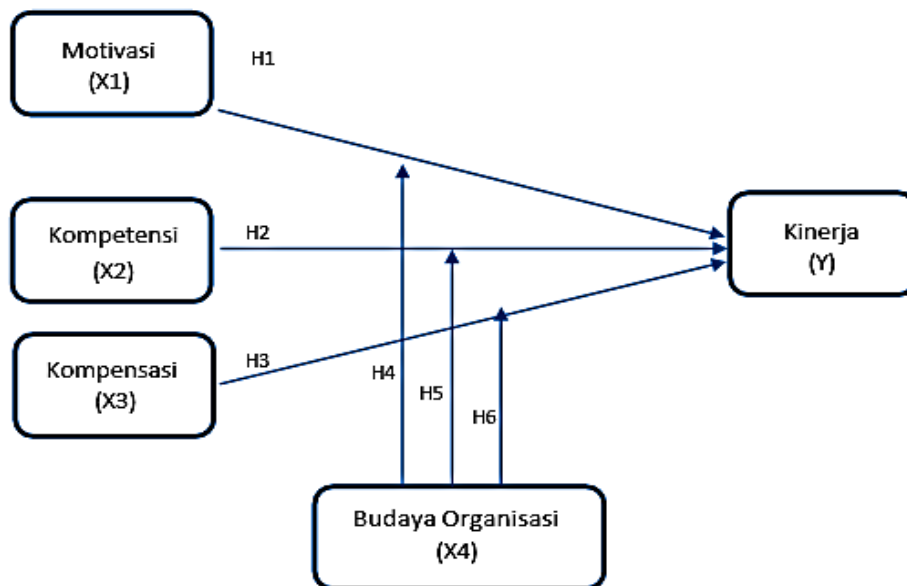 Motivasi
(X1)
H1
Kompetensi
(X2)
H2
Kinerja
(Y)
Kompensasi
(X3)
H3
H4
H5
H6
Budaya Organisasi
(X4)